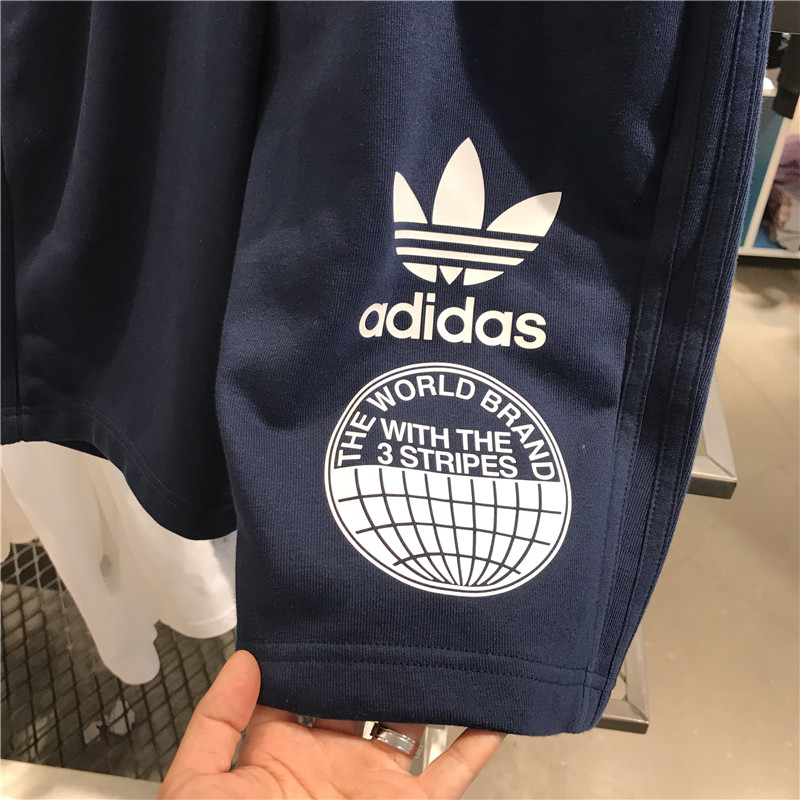 adidas
THE WORLD BRAND
WITH THE
3 STRIPES